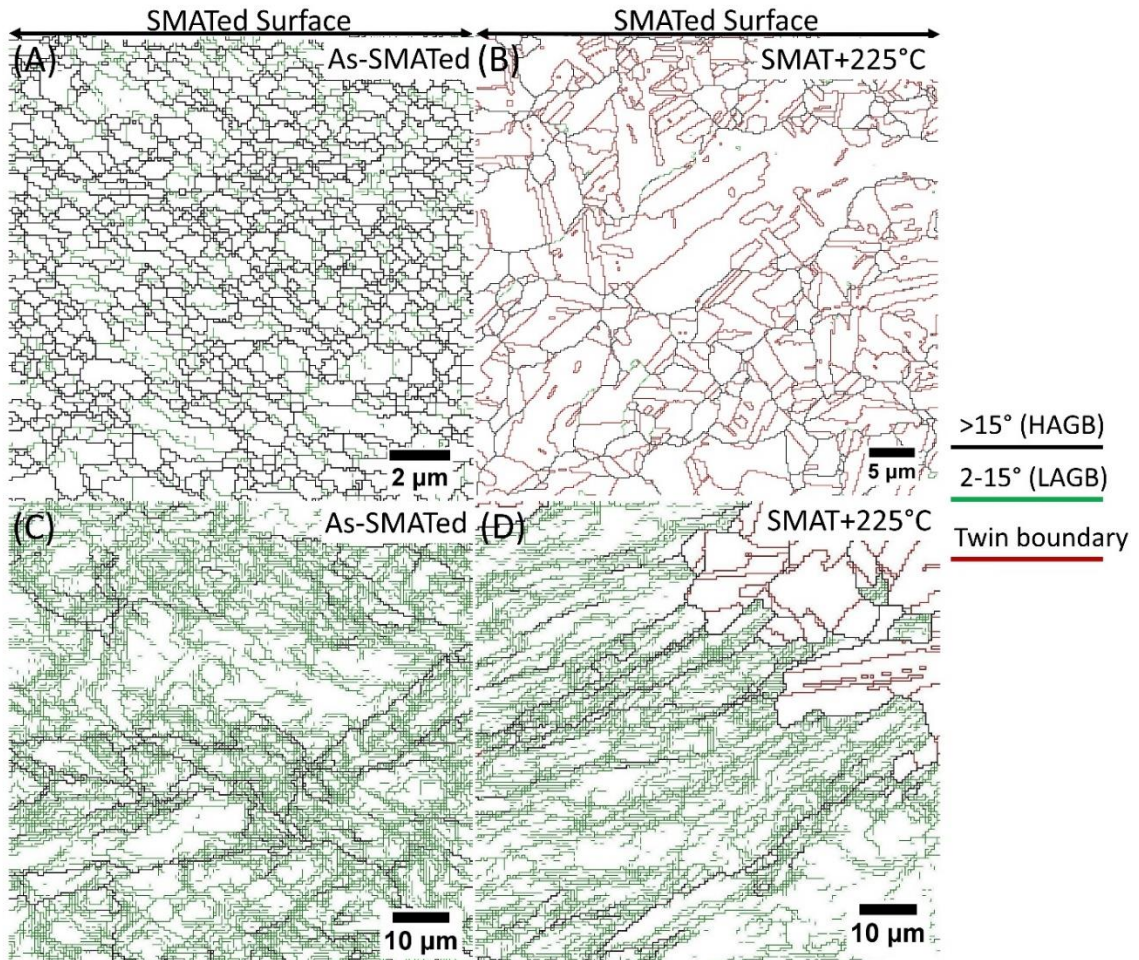 SMATed Surface
SMATed Surface
(A)
As-SMATed
(B)
SMAT+225°C
2 µm
5 µm
>15° (HAGB)
2-15° (LAGB)
Twin boundary
(C)
As-SMATed
(D)
SMAT+225°C
10 µm
10 µm